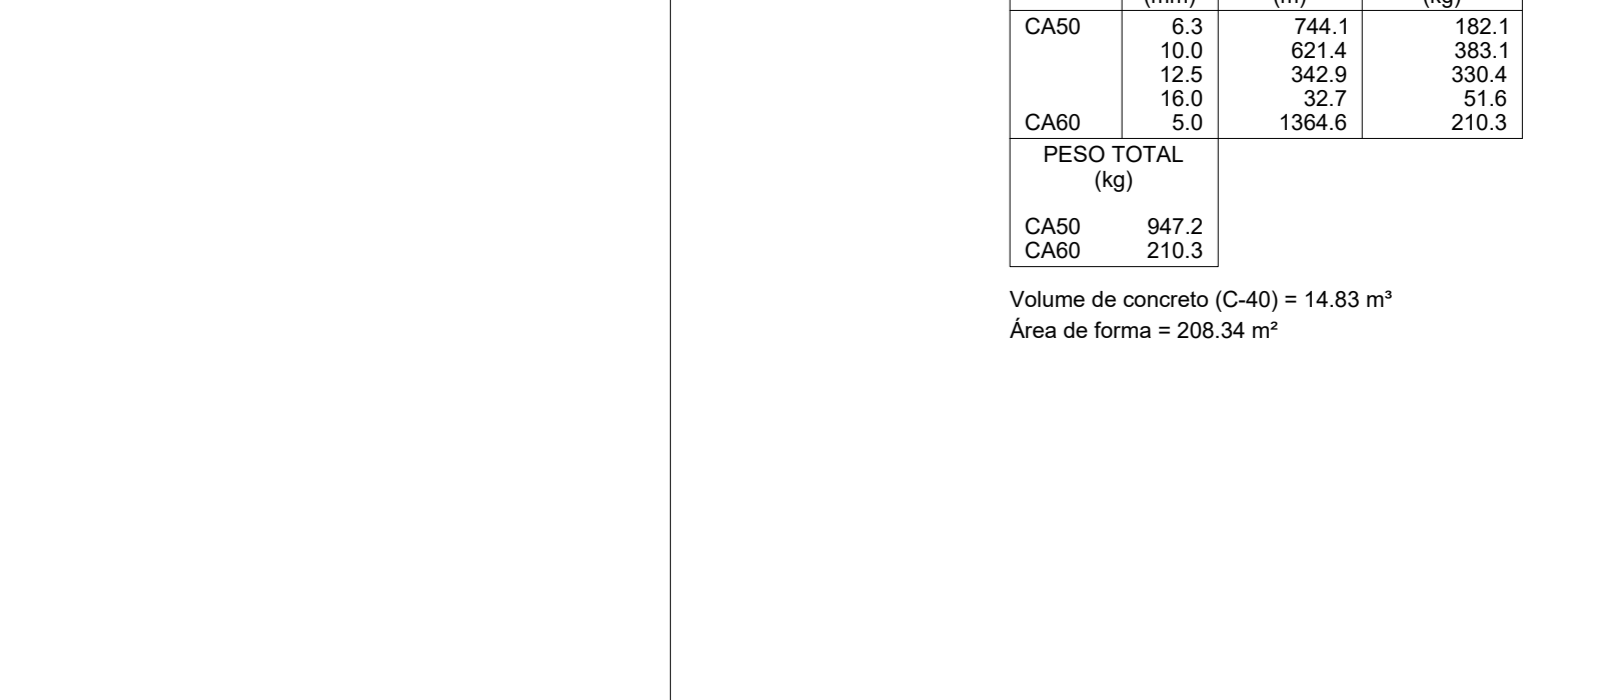 (mm) (m) (kg)
CA50 6.3 744.1 182.1
10.0 621.4 383.1
12.5 342.9 330.4
16.0 32.7 51.6
CA60 5.0 1364.6 210.3
PESO TOTAL
(kg)
CA50 947.2
CA60 210.3
Volume de concreto (C-40) = 14.83 m³
Área de forma = 208.34 m²